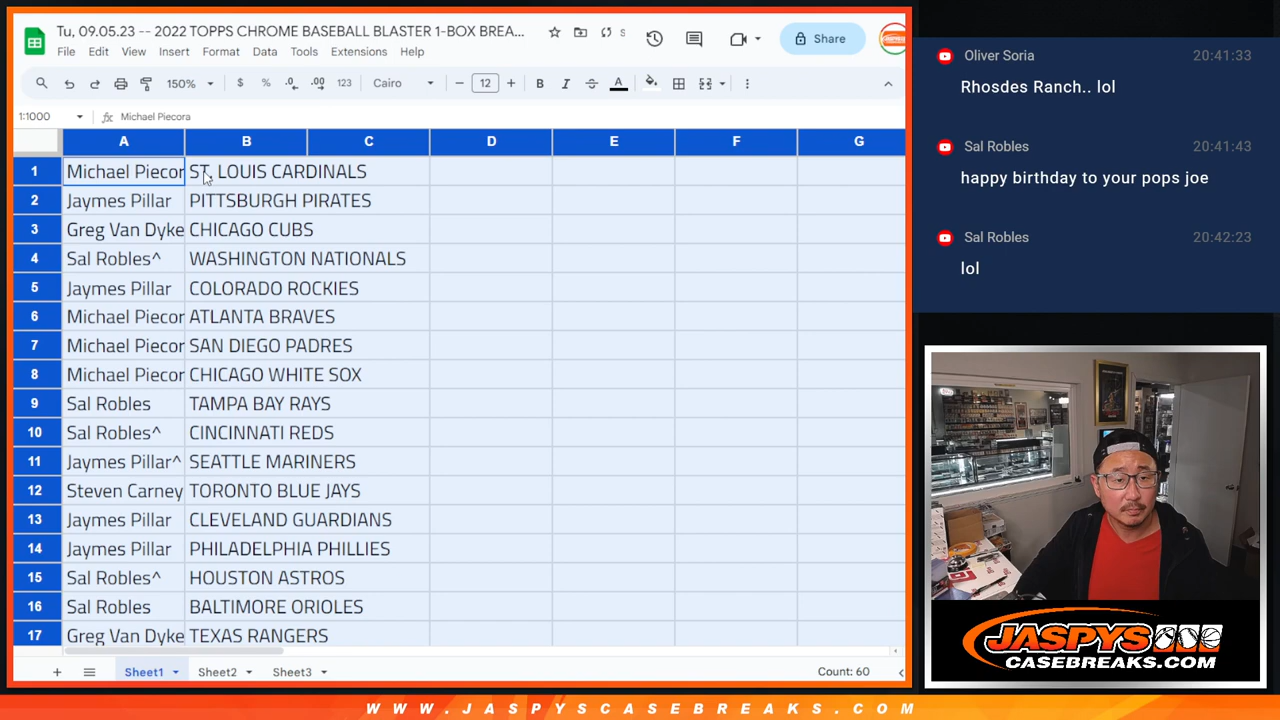 Tu, 09.05.23 -- 2022 TOPPS CHROME BASEBALL BLASTER 1-BOX BREA...
File Edit View Insert Format Data Tools Extensions Help
Share
150% $ % .0 .00 123 Cairo 12 B I S A
1:1000 fx Michael Piecora
A B C D E F G
1 Michael Piecor ST. LOUIS CARDINALS
2 Jaymes Pillar PITTSBURGH PIRATES
3 Greg Van Dyke CHICAGO CUBS
4 Sal Robles^ WASHINGTON NATIONALS
5 Jaymes Pillar COLORADO ROCKIES
6 Michael Piecor ATLANTA BRAVES
7 Michael Piecor SAN DIEGO PADRES
8 Michael Piecor CHICAGO WHITE SOX
9 Sal Robles TAMPA BAY RAYS
10 Sal Robles^ CINCINNATI REDS
11 Jaymes Pillar^ SEATTLE MARINERS
12 Steven Carney TORONTO BLUE JAYS
13 Jaymes Pillar CLEVELAND GUARDIANS
14 Jaymes Pillar PHILADELPHIA PHILLIES
15 Sal Robles^ HOUSTON ASTROS
16 Sal Robles BALTIMORE ORIOLES
17 Greg Van Dyke TEXAS RANGERS
Sheet1 Sheet2 Sheet3 Count: 60
Oliver Soria 20:41:33
Rhosdes Ranch.. lol
Sal Robles 20:41:43
happy birthday to your pops joe
Sal Robles 20:42:23
lol
JASPYS
CASEBREAKS.COM
WWW.JASPYSCASEBREAKS.COM